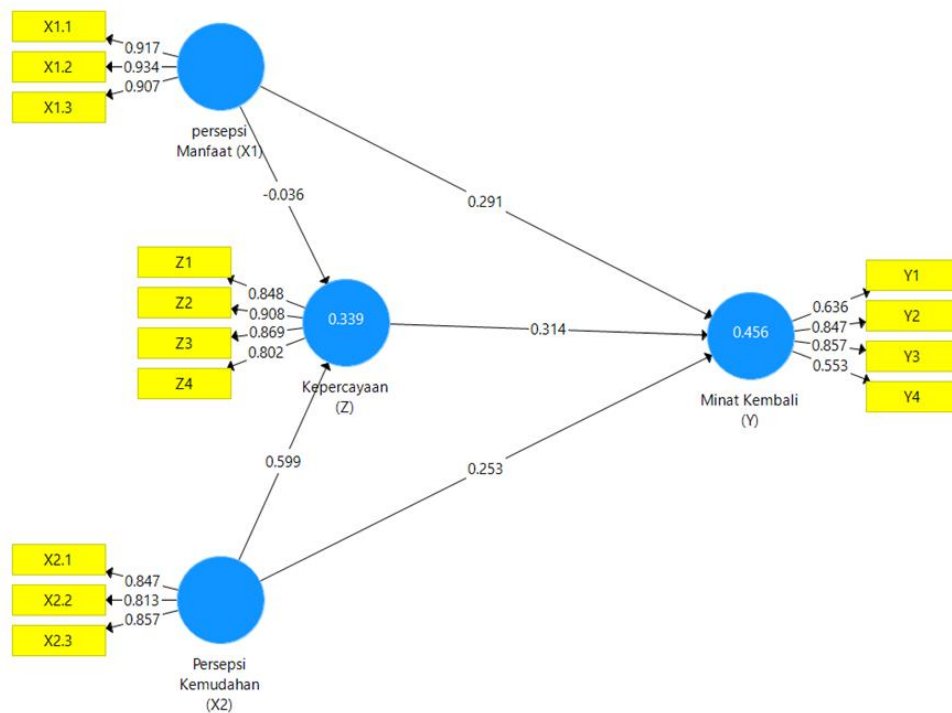 X1.1
0.917
X1.2
0.934
X1.3
0.907
persepsi
Manfaat (X1)
-0.036
0.291
Z1
0.848
Z2
0.908
Z3
0.869
Z4
0.802
0.339
Kepercayaan
(Z)
0.314
0.456
Minat Kembali
(Y)
0.636
Y1
0.847
Y2
0.857
Y3
0.553
Y4
0.599
0.253
X2.1
0.847
X2.2
0.813
X2.3
0.857
Persepsi
Kemudahan
(X2)